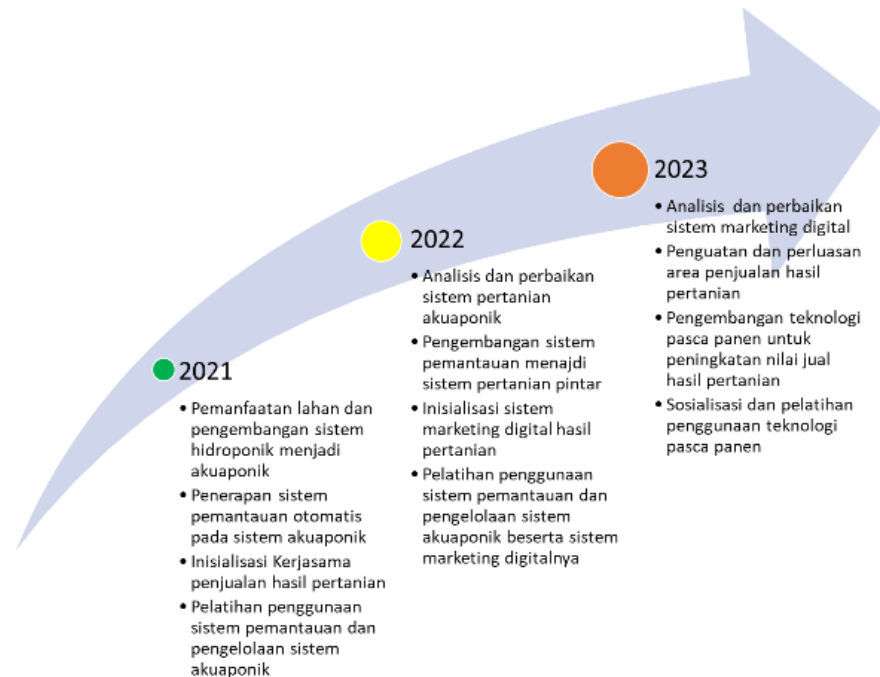 2021
• Pemanfaatan lahan dan
pengembangan sistem
hidroponik menjadi
akuaponik
• Penerapan sistem
pemantauan otomatis
pada sistem akuaponik
• Inisialisasi Kerjasama
penjualan hasil pertanian
• Pelatihan penggunaan
sistem pemantauan dan
pengelolaan sistem
akuaponik
2022
• Analisis dan perbaikan
sistem pertanian
akuaponik
• Pengembangan sistem
pemantauan menajdi
sistem pertanian pintar
• Inisialisasi sistem
marketing digital hasil
pertanian
• Pelatihan penggunaan
sistem pemantauan dan
pengelolaan sistem
akuaponik beserta sistem
marketing digitalnya
2023
• Analisis dan perbaikan
sistem marketing digital
• Penguatan dan perluasan
area penjualan hasil
pertanian
• Pengembangan teknologi
pasca panen untuk
peningkatan nilai jual
hasil pertanian
• Sosialisasi dan pelatihan
penggunaan teknologi
pasca panen